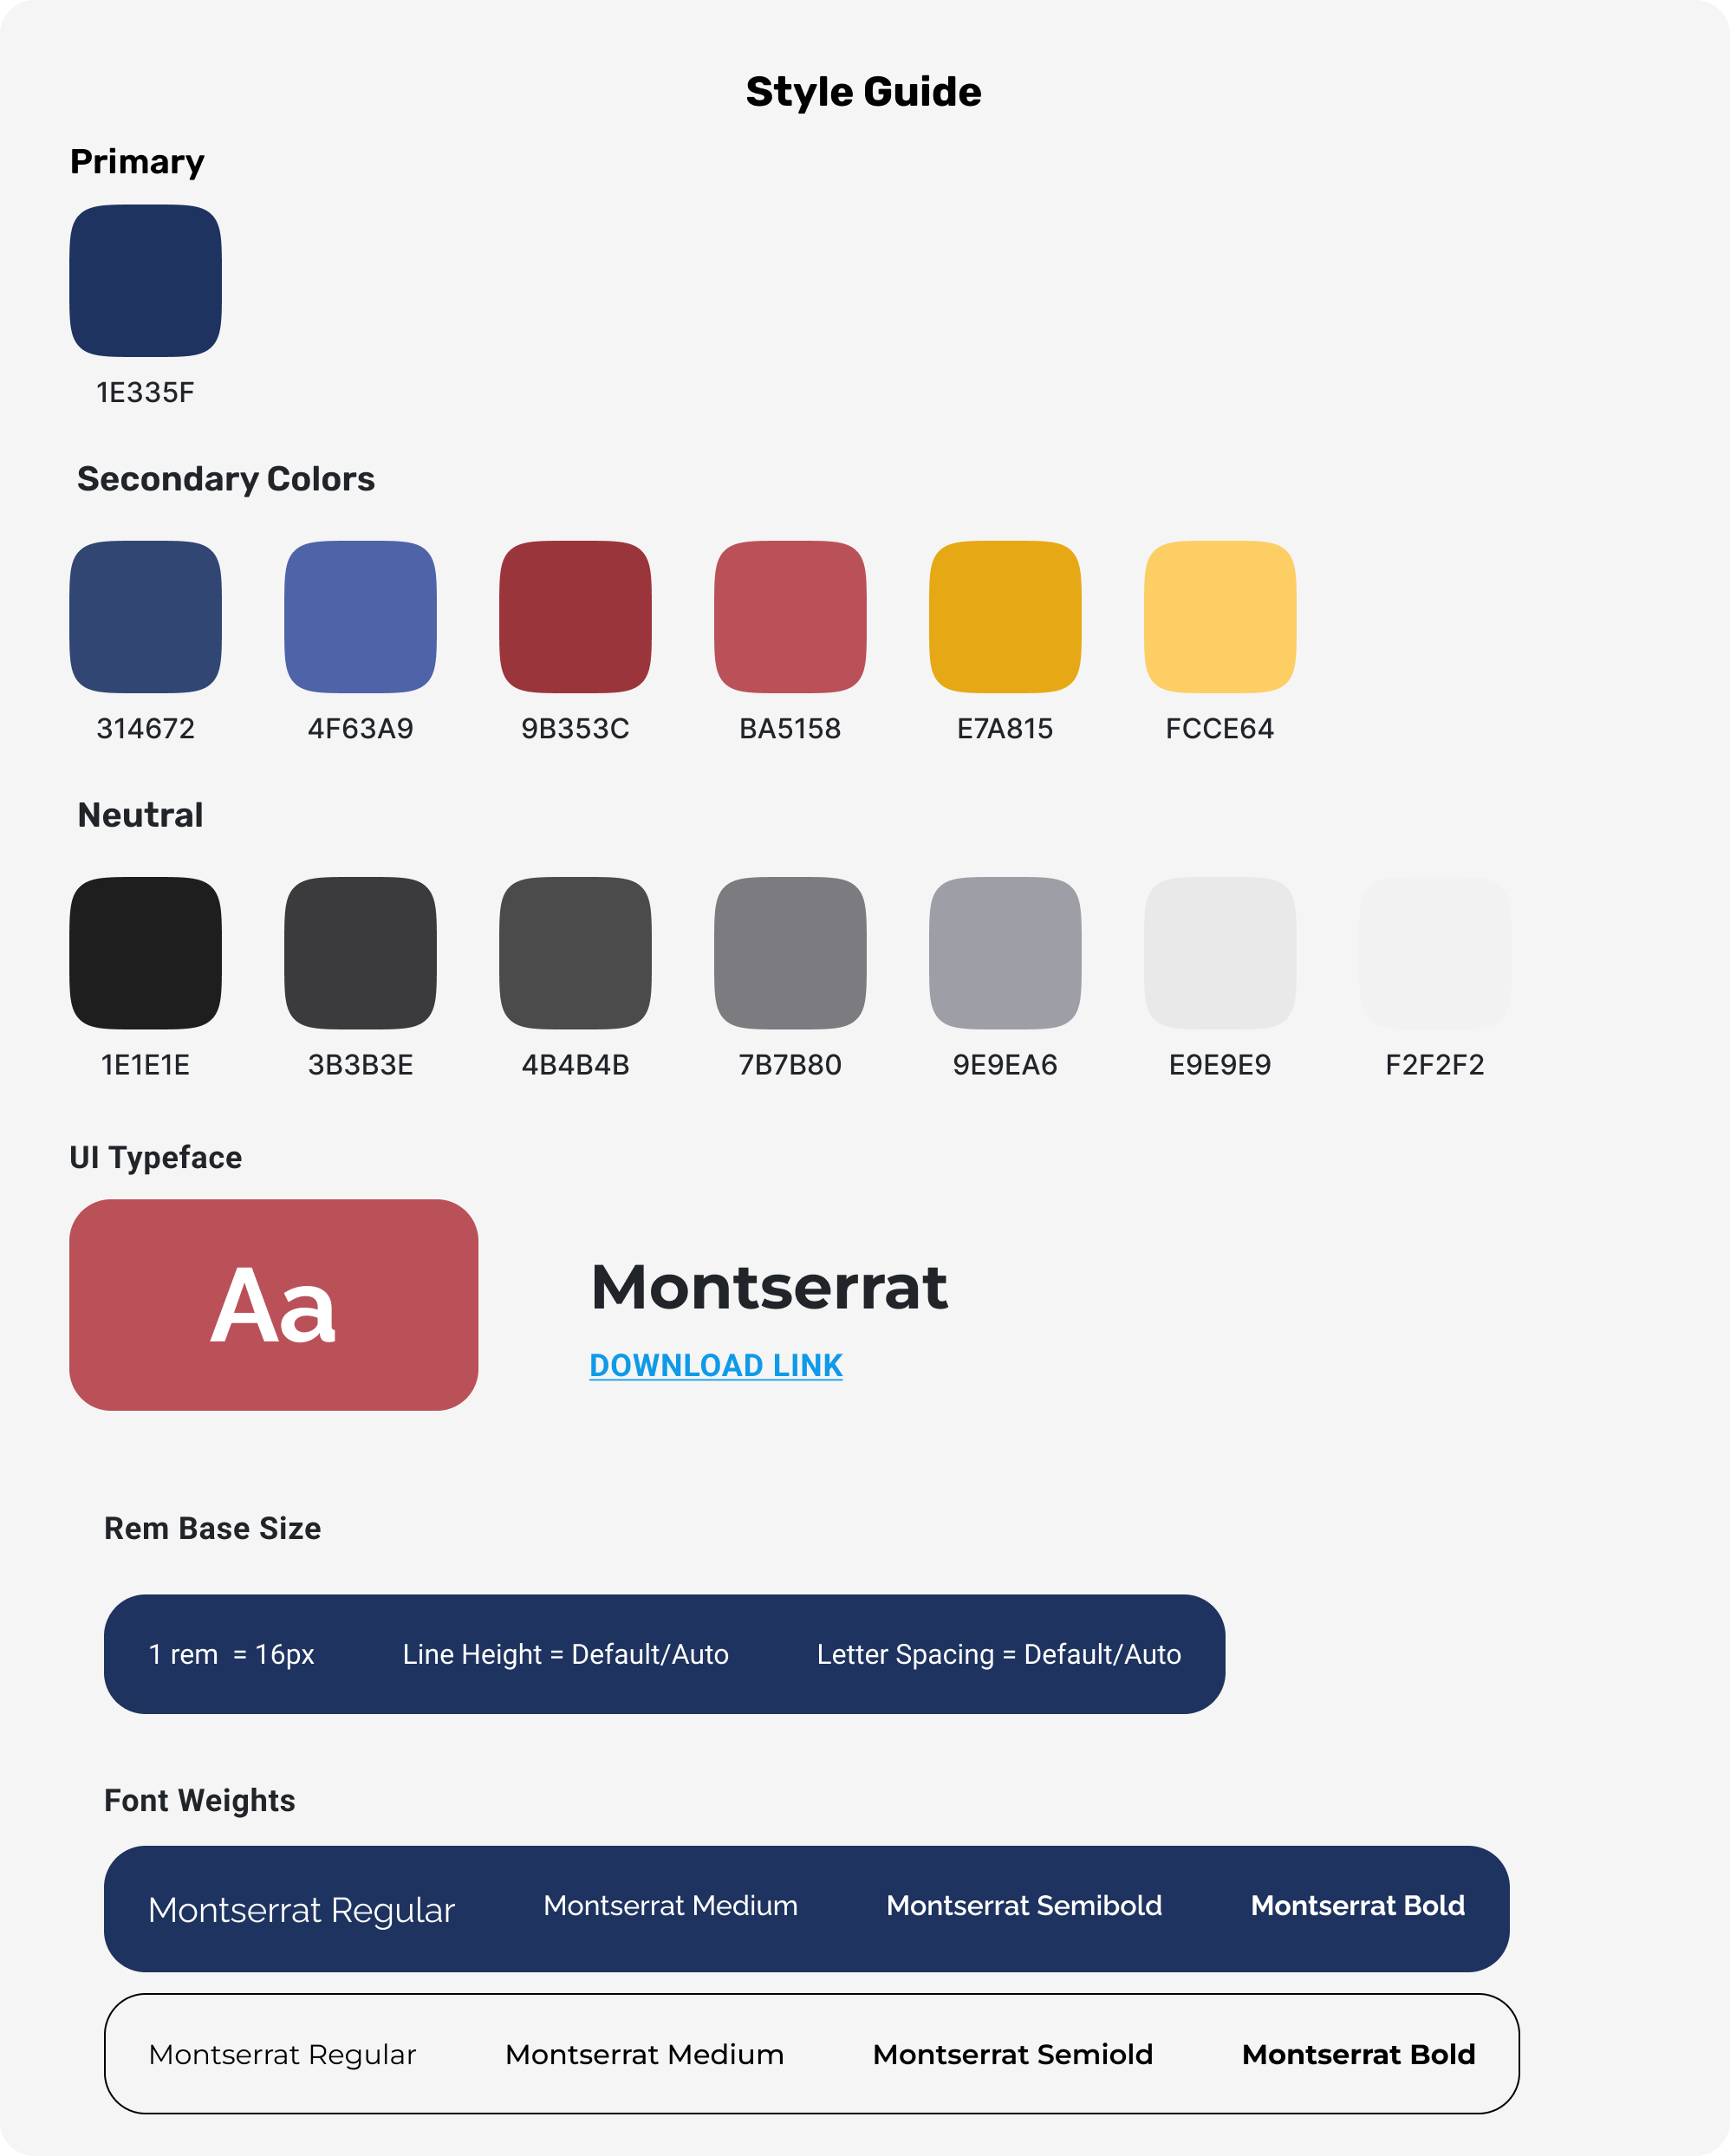 Style Guide
Primary
1E335F
Secondary Colors
314672 4F63A9 9B353C BA5158 E7A815 FCCE64
Neutral
1E1E1E 3B3B3E 4B4B4B 7B7B80 9E9EA6 E9E9E9 F2F2F2
UI Typeface
Aa
Montserrat
DOWNLOAD LINK
Rem Base Size
1 rem = 16px Line Height = Default/Auto Letter Spacing = Default/Auto
Font Weights
Montserrat Regular Montserrat Medium Montserrat Semibold Montserrat Bold
Montserrat Regular Montserrat Medium Montserrat Semiold Montserrat Bold